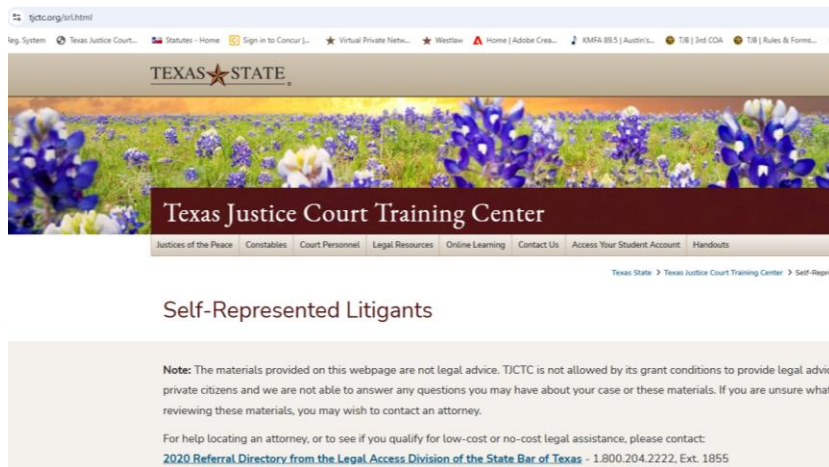 tjctc.org/srl.html
Reg. System Texas Justice Court... Statutes - Home Sign in to Concur |... Virtual Private Netw... Westlaw Home | Adobe Crea... KMFA 89.5 | Austin's... TJB | 3rd COA TJB | Rules & Forms...
TEXAS STATE
Texas Justice Court Training Center
Justices of the Peace Constables Court Personnel Legal Resources Online Learning Contact Us Access Your Student Account Handouts
Texas State > Texas Justice Court Training Center > Self-Repre
Self-Represented Litigants
Note: The materials provided on this webpage are not legal advice. TJCTC is not allowed by its grant conditions to provide legal advic
private citizens and we are not able to answer any questions you may have about your case or these materials. If you are unsure what
reviewing these materials, you may wish to contact an attorney.
For help locating an attorney, or to see if you qualify for low-cost or no-cost legal assistance, please contact:
2020 Referral Directory from the Legal Access Division of the State Bar of Texas - 1.800.204.2222, Ext. 1855